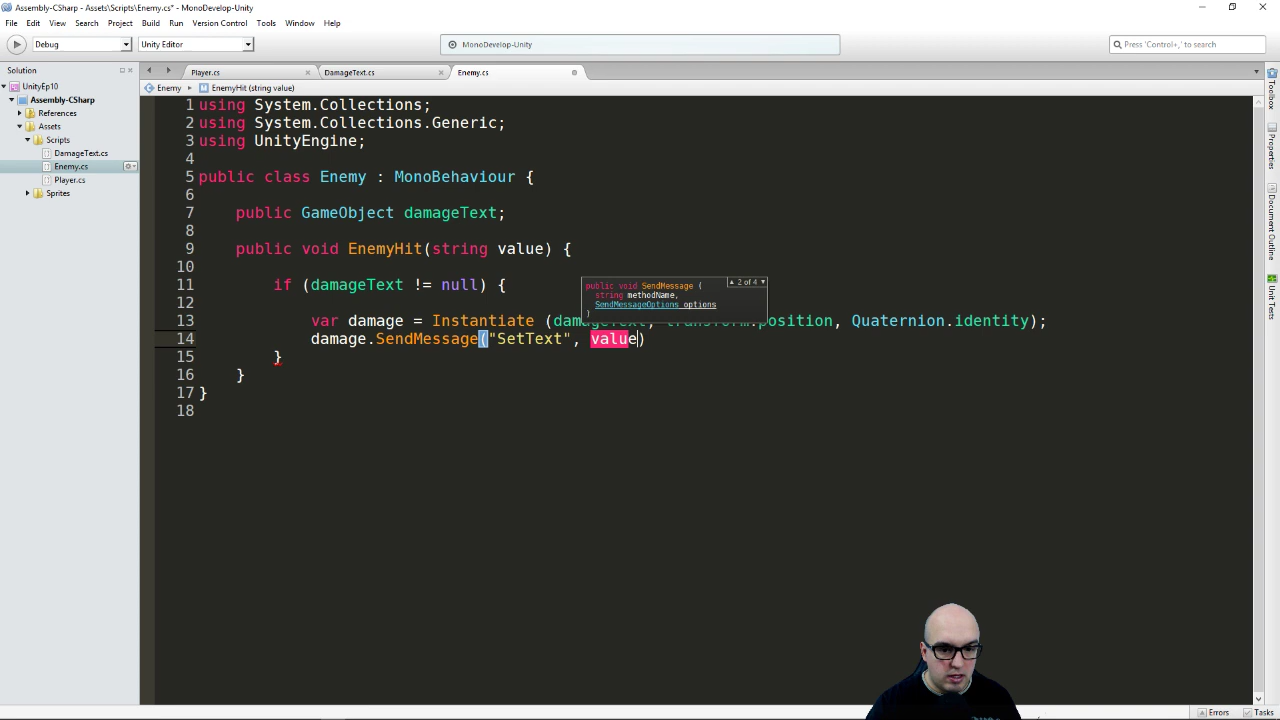 Assembly-CSharp - Assets\Scripts\Enemy.cs* - MonoDevelop-Unity
File Edit View Search Project Build Run Version Control Tools Window Help
Debug Unity Editor MonoDevelop-Unity Press 'Control+,' to search
Solution Player.cs DamageText.cs Enemy.cs
UnityEp10 Enemy EnemyHit (string value)
Assembly-CSharp
References
Assets
Scripts
DamageText.cs
Enemy.cs
Player.cs
Sprites
1 using System.Collections;
2 using System.Collections.Generic;
3 using UnityEngine;
4
5 public class Enemy : MonoBehaviour {
6
7 public GameObject damageText;
8
9 public void EnemyHit(string value) {
10
11 if (damageText != null) {
12
13 var damage = Instantiate (damageText, transform.position, Quaternion.identity);
14 damage.SendMessage("SetText", value)
15 }
16 }
17 }
18
public void SendMessage ( 2 of 4
string methodName,
SendMessageOptions options
)
Toolbox
Properties
Document Outline
Unit Tests
Errors Tasks